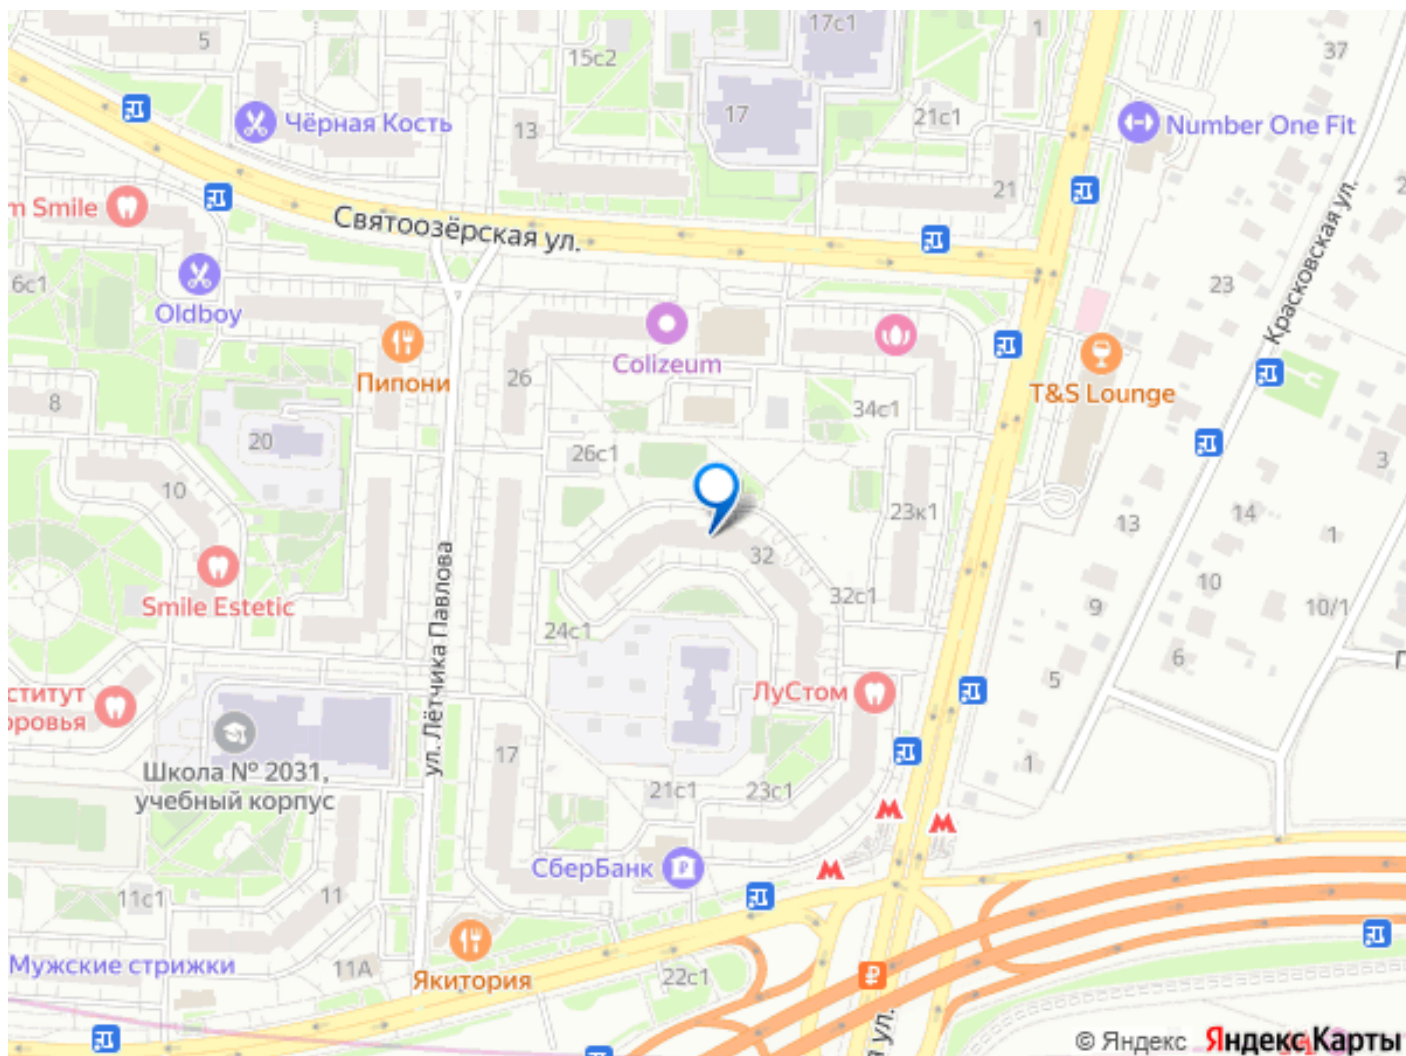 5
15с2
17с1
1
37
Чёрная Кость
13
17
21с1
Number One Fit
m Smile
21
Святоозёрская ул.
6с1
Oldboy
23
Красковская ул.
Пипони
26
Colizeum
34с1
T&S Lounge
8
20
26с1
3
10
23к1
13
14
1
32
Smile Estetic
ул. Лётчика Павлова
24с1
32с1
9
10
10/1
6
5
ститут
оровья
ЛуСтом
Школа № 2031,
учебный корпус
17
21с1
23с1
1
СберБанк
11с1
11
Мужские стрижки
11А
Якитория
22с1
й ул.
© Яндекс Яндекс Карты